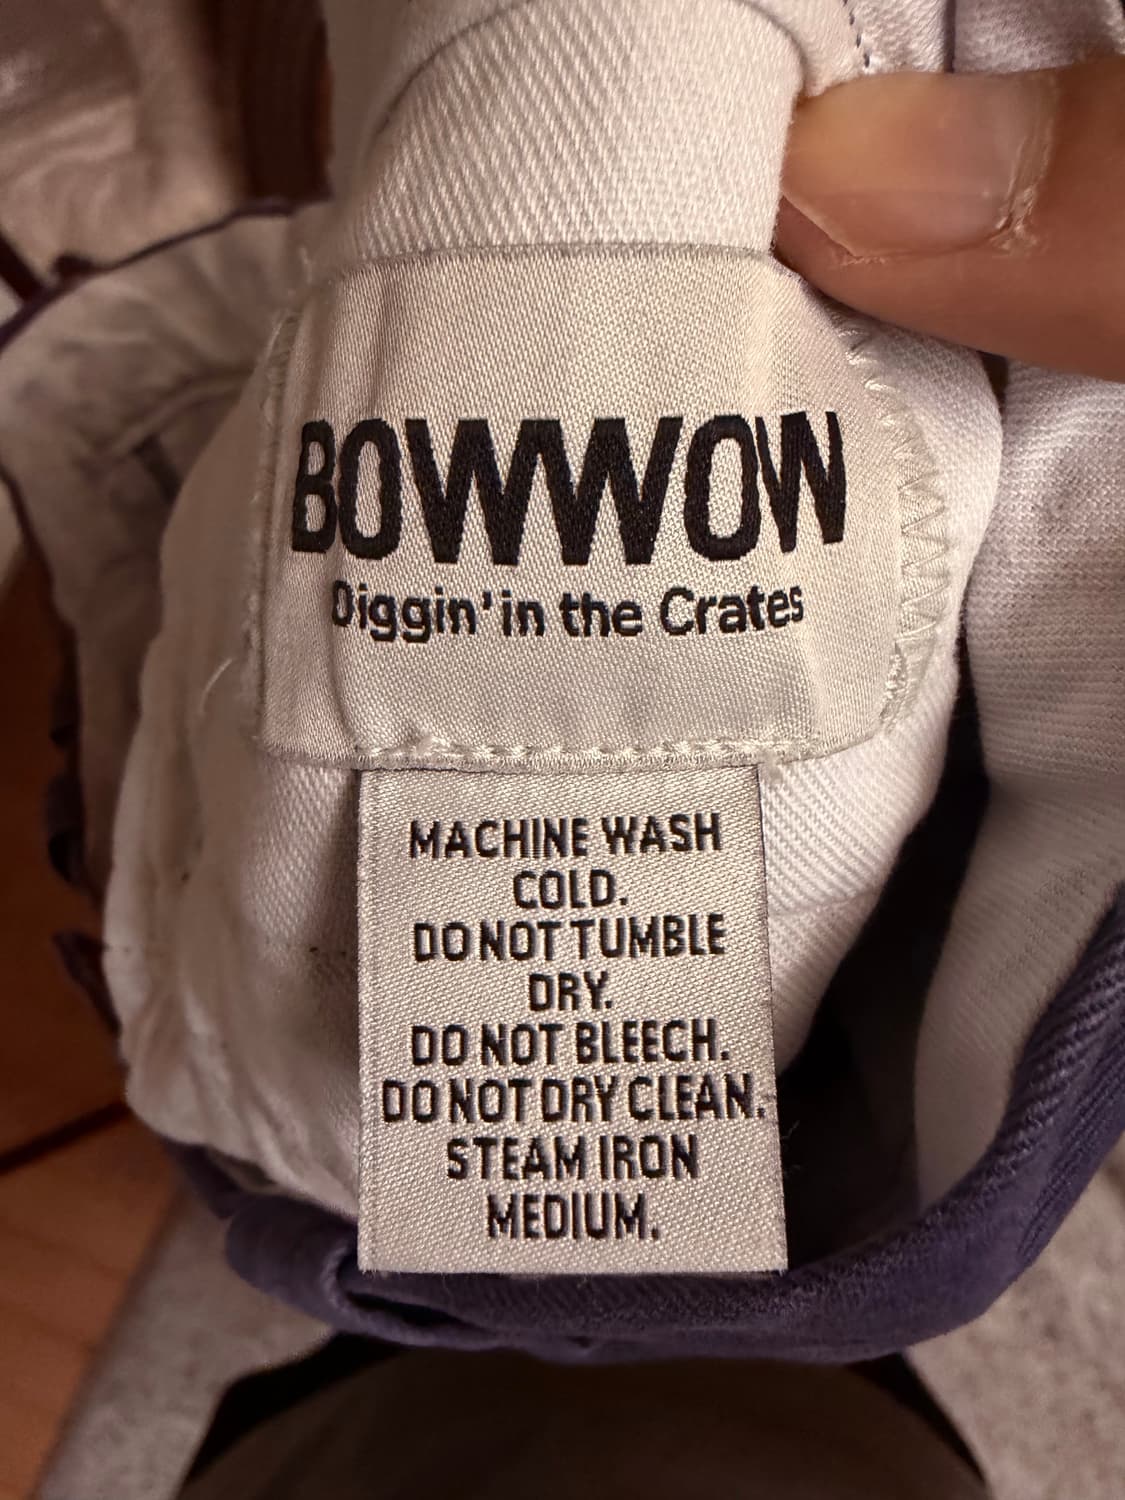 BOWWOW
Diggin' in the Crates
MACHINE WASH
COLD.
DO NOT TUMBLE
DRY.
DO NOT BLEECH.
DO NOT DRY CLEAN.
STEAM IRON
MEDIUM.